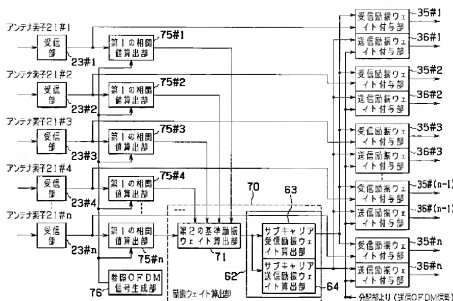 アンテナ素子21#1
受信部
23#1
第1の相関値算出部
75#1
アンテナ素子21#2
受信部
23#2
第1の相関値算出部
75#2
アンテナ素子21#3
受信部
23#3
第1の相関値算出部
75#3
アンテナ素子21#4
受信部
23#4
第1の相関値算出部
75#4
アンテナ素子21#n
受信部
23#n
第1の相関値算出部
75#n
OFDM
信号生成部
76
70
第2の基準励振
ウェイト算出部
71
励振ウェイト算出部
63
サブキャリア
受信励振ウェ
イト算出部
62
サブキャリア
送信励振ウェ
イト算出部
64
受信励振ウェ
イト付与部
35#1
送信励振ウェ
イト付与部
36#1
受信励振ウェ
イト付与部
35#2
送信励振ウェ
イト付与部
36#2
受信励振ウェ
イト付与部
35#3
送信励振ウェ
イト付与部
36#3
受信励振ウェ
イト付与部
35#(n-1)
送信励振ウェ
イト付与部
36#(n-1)
受信励振ウェ
イト付与部
35#n
送信励振ウェ
イト付与部
36#n
分配部より(送信OFDM信号)